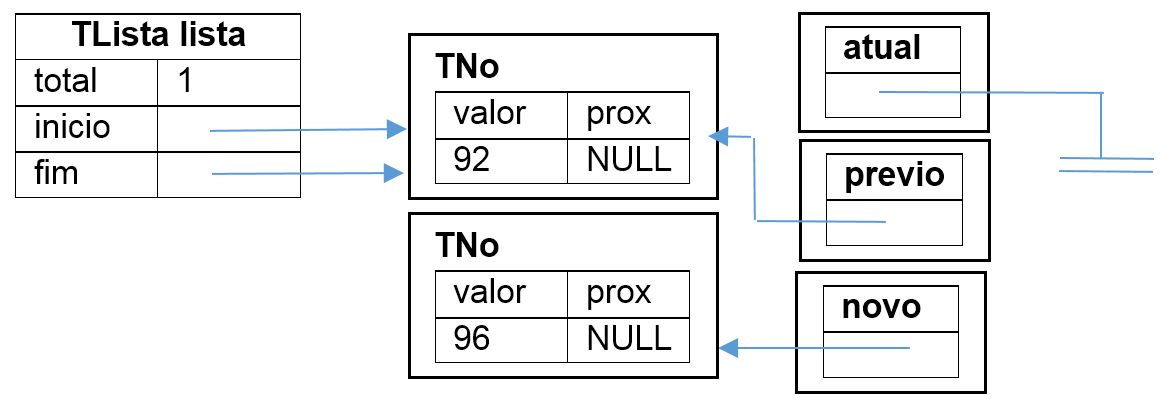 TLista lista
total 1
inicio
fim
TNo
valor prox
92 NULL
TNo
valor prox
96 NULL
atual
previo
novo